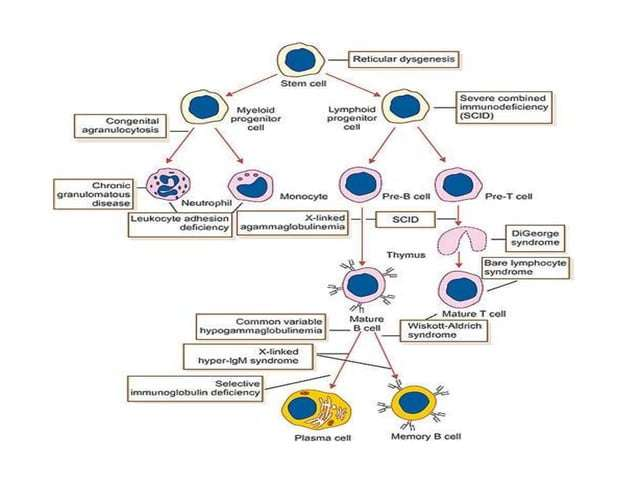 Reticular dysgenesis
Stem cell
Myeloid
progenitor
cell
Lymphoid
progenitor
cell
Severe combined
immunodeficiency
(SCID)
Congenital
agranulocytosis
Chronic
granulomatous
disease
Neutrophil
Monocyte
Pre-B cell
Pre-T cell
Leukocyte adhesion
deficiency
X-linked
agammaglobulinemia
SCID
DiGeorge
syndrome
Thymus
Bare lymphocyte
syndrome
Mature
B cell
Mature T cell
Common variable
hypogammaglobulinemia
Wiskott-Aldrich
syndrome
X-linked
hyper-IgM syndrome
Selective
immunoglobulin deficiency
Plasma cell
Memory B cell